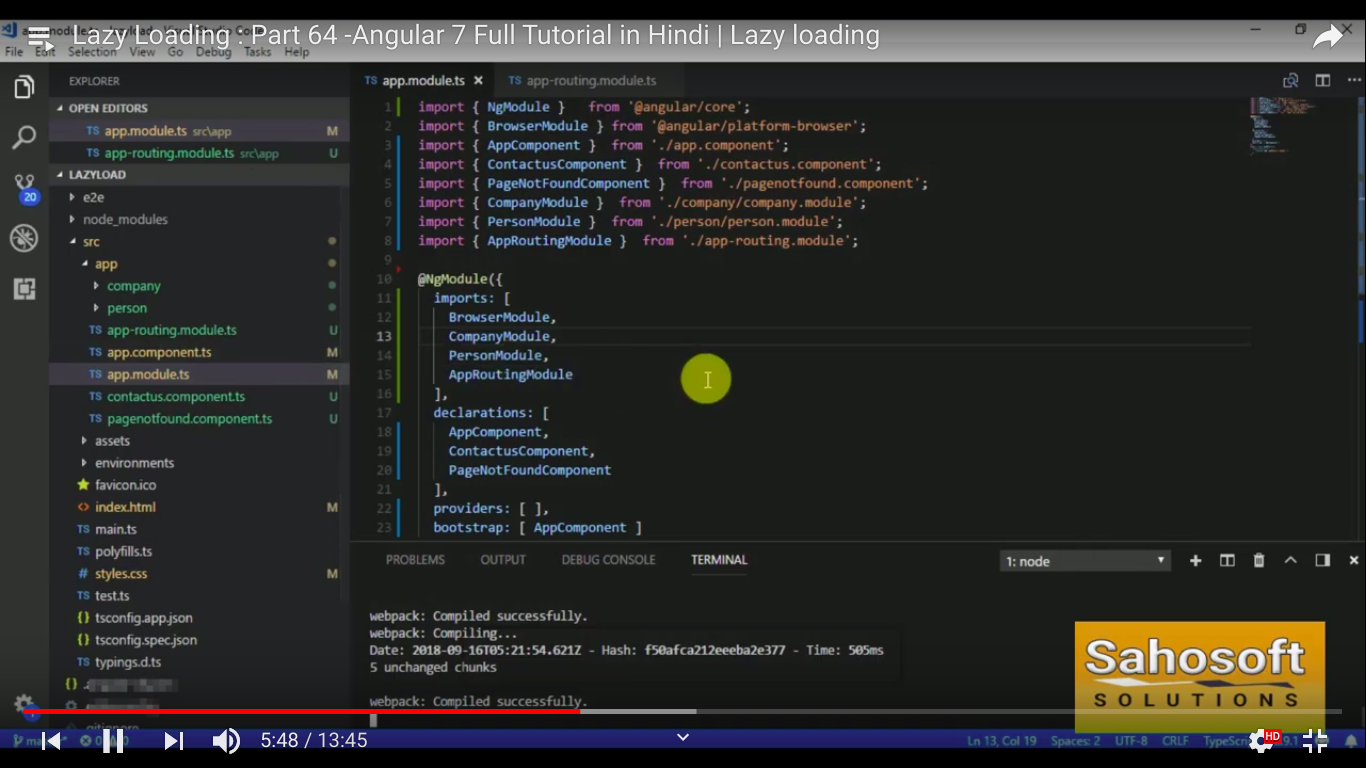 Lazy Loading : Part 64 -Angular 7 Full Tutorial in Hindi | Lazy loading
File Edit Selection View Go Debug Tasks Help
EXPLORER
OPEN EDITORS
TS app.module.ts src\app M
TS app-routing.module.ts src\app U
LAZYLOAD
e2e
node_modules
src
app
company
person
TS app-routing.module.ts U
TS app.component.ts M
TS app.module.ts M
TS contactus.component.ts U
TS pagenotfound.component.ts U
assets
environments
favicon.ico
<> index.html M
TS main.ts
TS polyfills.ts
# styles.css M
TS test.ts
{} tsconfig.app.json
{} tsconfig.spec.json
TS typings.d.ts
{}
.gitignore
20
TS app.module.ts × TS app-routing.module.ts
1 import { NgModule } from '@angular/core';
2 import { BrowserModule } from '@angular/platform-browser';
3 import { AppComponent } from './app.component';
4 import { ContactusComponent } from './contactus.component';
5 import { PageNotFoundComponent } from './pagenotfound.component';
6 import { CompanyModule } from './company/company.module';
7 import { PersonModule } from './person/person.module';
8 import { AppRoutingModule } from './app-routing.module';
9
10 @NgModule({
11 imports: [
12 BrowserModule,
13 CompanyModule,
14 PersonModule,
15 AppRoutingModule
16 ],
17 declarations: [
18 AppComponent,
19 ContactusComponent,
20 PageNotFoundComponent
21 ],
22 providers: [ ],
23 bootstrap: [ AppComponent ]
PROBLEMS OUTPUT DEBUG CONSOLE TERMINAL 1: node
webpack: Compiled successfully.
webpack: Compiling...
Date: 2018-09-16T05:21:54.621Z - Hash: f50afca212eeeba2e377 - Time: 505ms
5 unchanged chunks
webpack: Compiled successfully.
Sahosoft
SOLUTIONS
5:48 / 13:45
Ln 13, Col 19 Spaces: 2 UTF-8 CRLF
HD